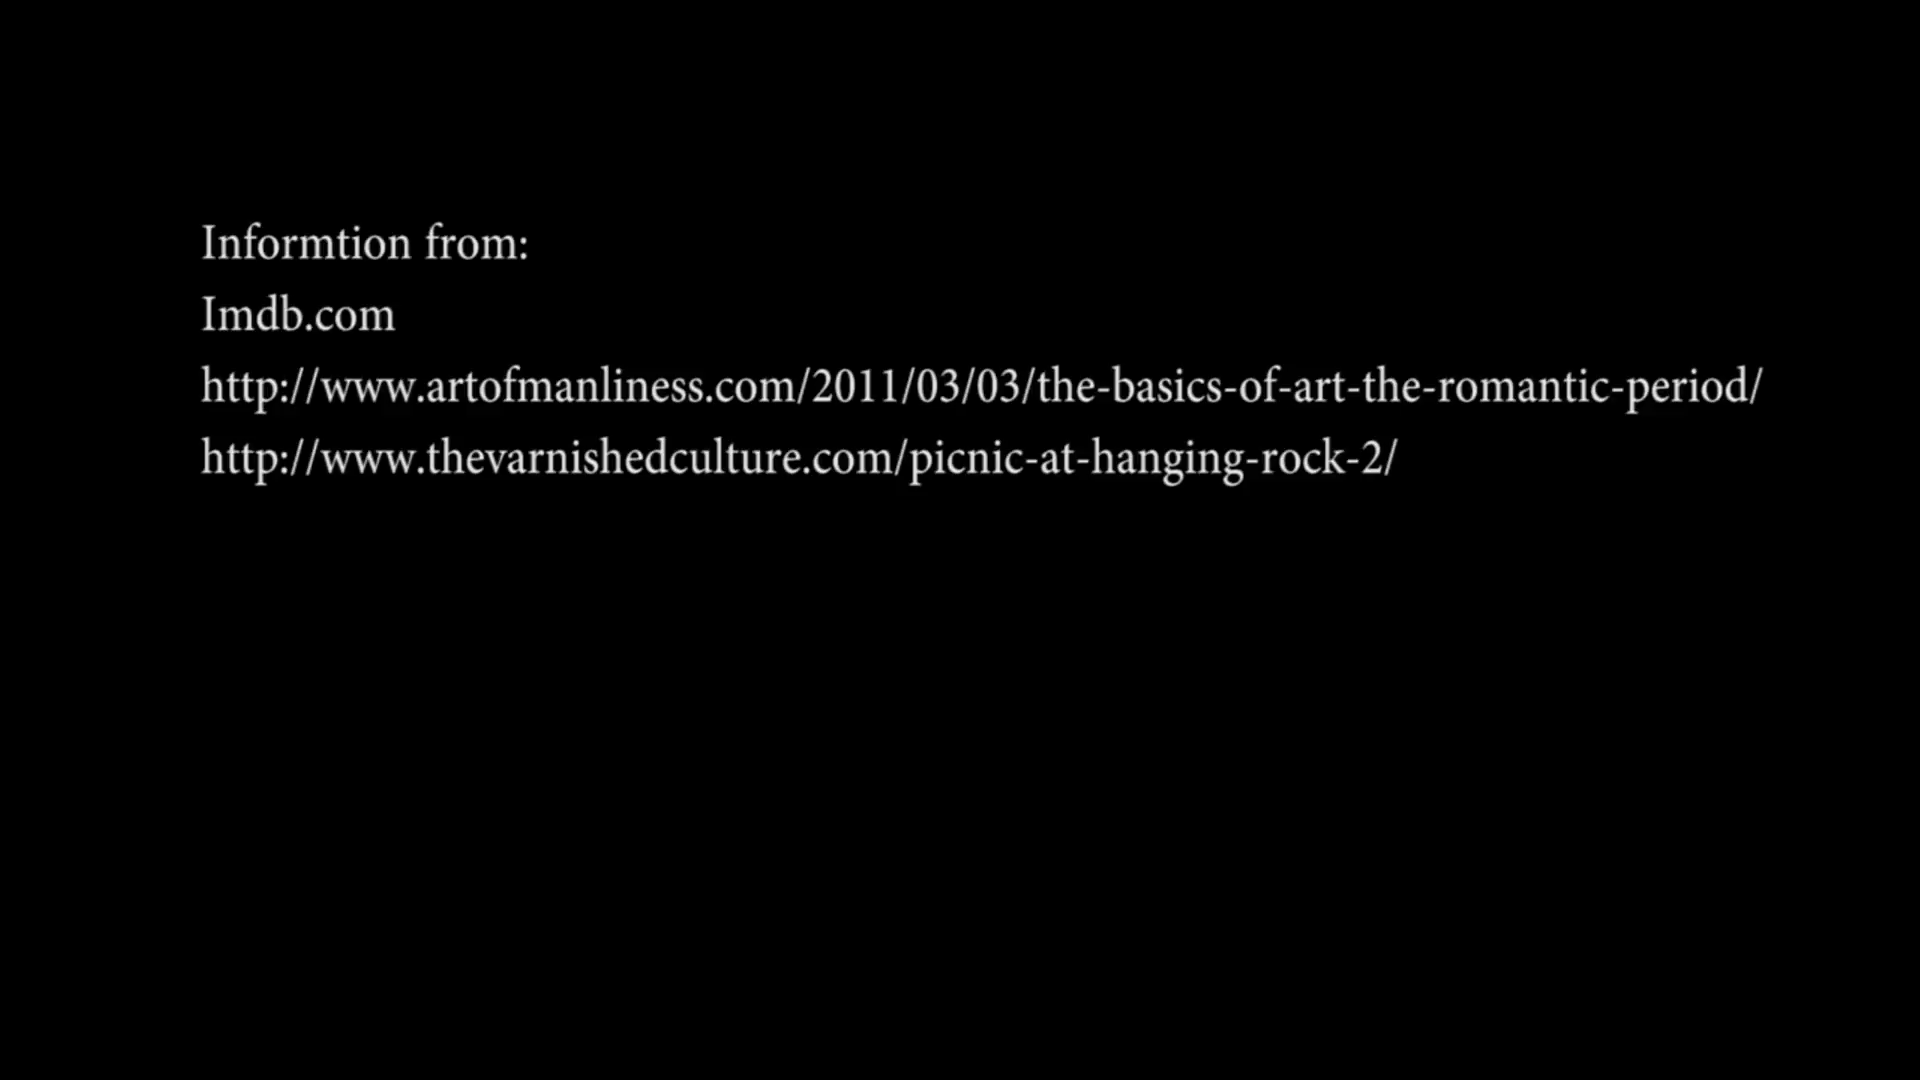 Informtion from:
Imdb.com
http://www.artofmanliness.com/2011/03/03/the-basics-of-art-the-romantic-period/
http://www.thevarnishedculture.com/picnic-at-hanging-rock-2/